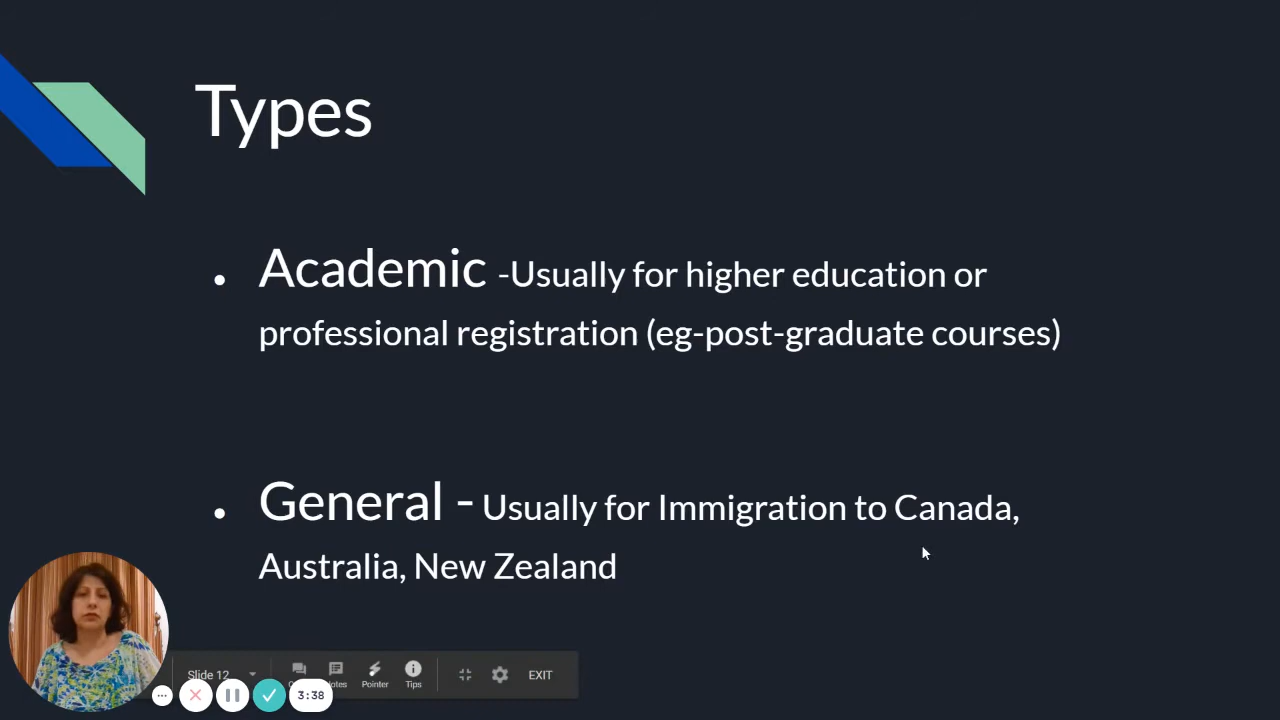 Types
• Academic -Usually for higher education or
professional registration (eg-post-graduate courses)
• General - Usually for Immigration to Canada,
Australia, New Zealand
Slide 12
Pointer
Tips
EXIT
3:38